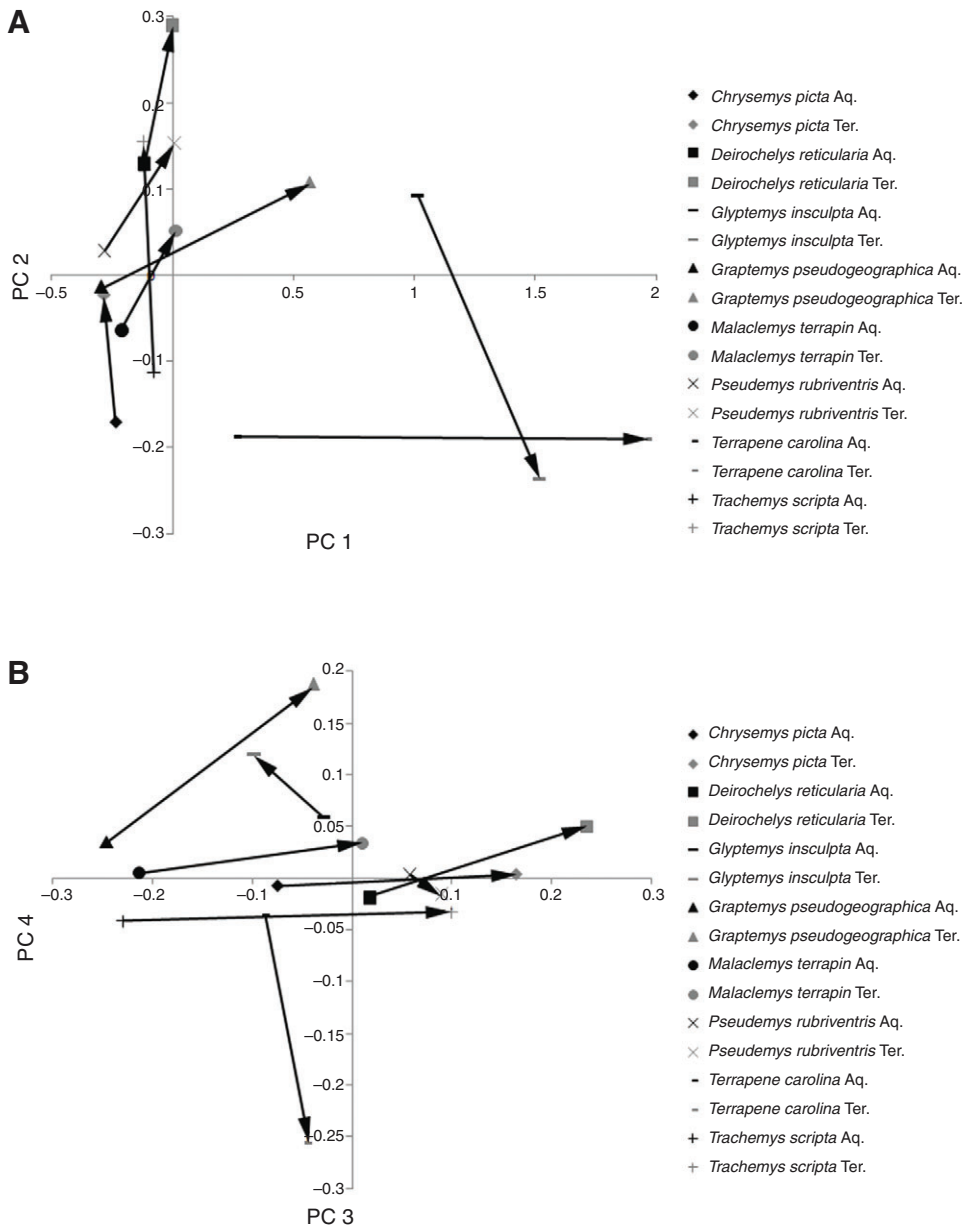 A
0.3
0.2
0.1
−0.5
0
0.5
1
1.5
2
−0.1
−0.2
−0.3
PC 2
PC 1
Chrysemys picta Aq.
Chrysemys picta Ter.
Deirochelys reticularia Aq.
Deirochelys reticularia Ter.
Glyptemys insculpta Aq.
Glyptemys insculpta Ter.
Graptemys pseudogeographica Aq.
Graptemys pseudogeographica Ter.
Malaclemys terrapin Aq.
Malaclemys terrapin Ter.
Pseudemys rubriventris Aq.
Pseudemys rubriventris Ter.
Terrapene carolina Aq.
Terrapene carolina Ter.
Trachemys scripta Aq.
Trachemys scripta Ter.
B
0.2
0.15
0.1
0.05
−0.3
−0.2
−0.1
0
0.1
0.2
0.3
−0.05
−0.1
−0.15
−0.2
−0.25
−0.3
PC 4
PC 3
Chrysemys picta Aq.
Chrysemys picta Ter.
Deirochelys reticularia Aq.
Deirochelys reticularia Ter.
Glyptemys insculpta Aq.
Glyptemys insculpta Ter.
Graptemys pseudogeographica Aq.
Graptemys pseudogeographica Ter.
Malaclemys terrapin Aq.
Malaclemys terrapin Ter.
Pseudemys rubriventris Aq.
Pseudemys rubriventris Ter.
Terrapene carolina Aq.
Terrapene carolina Ter.
Trachemys scripta Aq.
Trachemys scripta Ter.